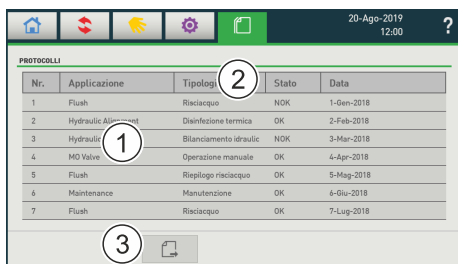 20-Ago-2019
12:00
?
PROTOCOLLI
2
Nr. Applicazione Tipologi Stato Data
1 Flush Risciacquo NOK 1-Gen-2018
2 Hydraulic Alignment Disinfezione termica OK 2-Feb-2018
3 Hydraulic Bilanciamento idraulic NOK 3-Mar-2018
1
4 MO Valve Operazione manuale OK 4-Apr-2018
5 Flush Riepilogo risciacquo OK 5-Mag-2018
6 Maintenance Manutenzione OK 6-Giu-2018
7 Flush Risciacquo OK 7-Lug-2018
3